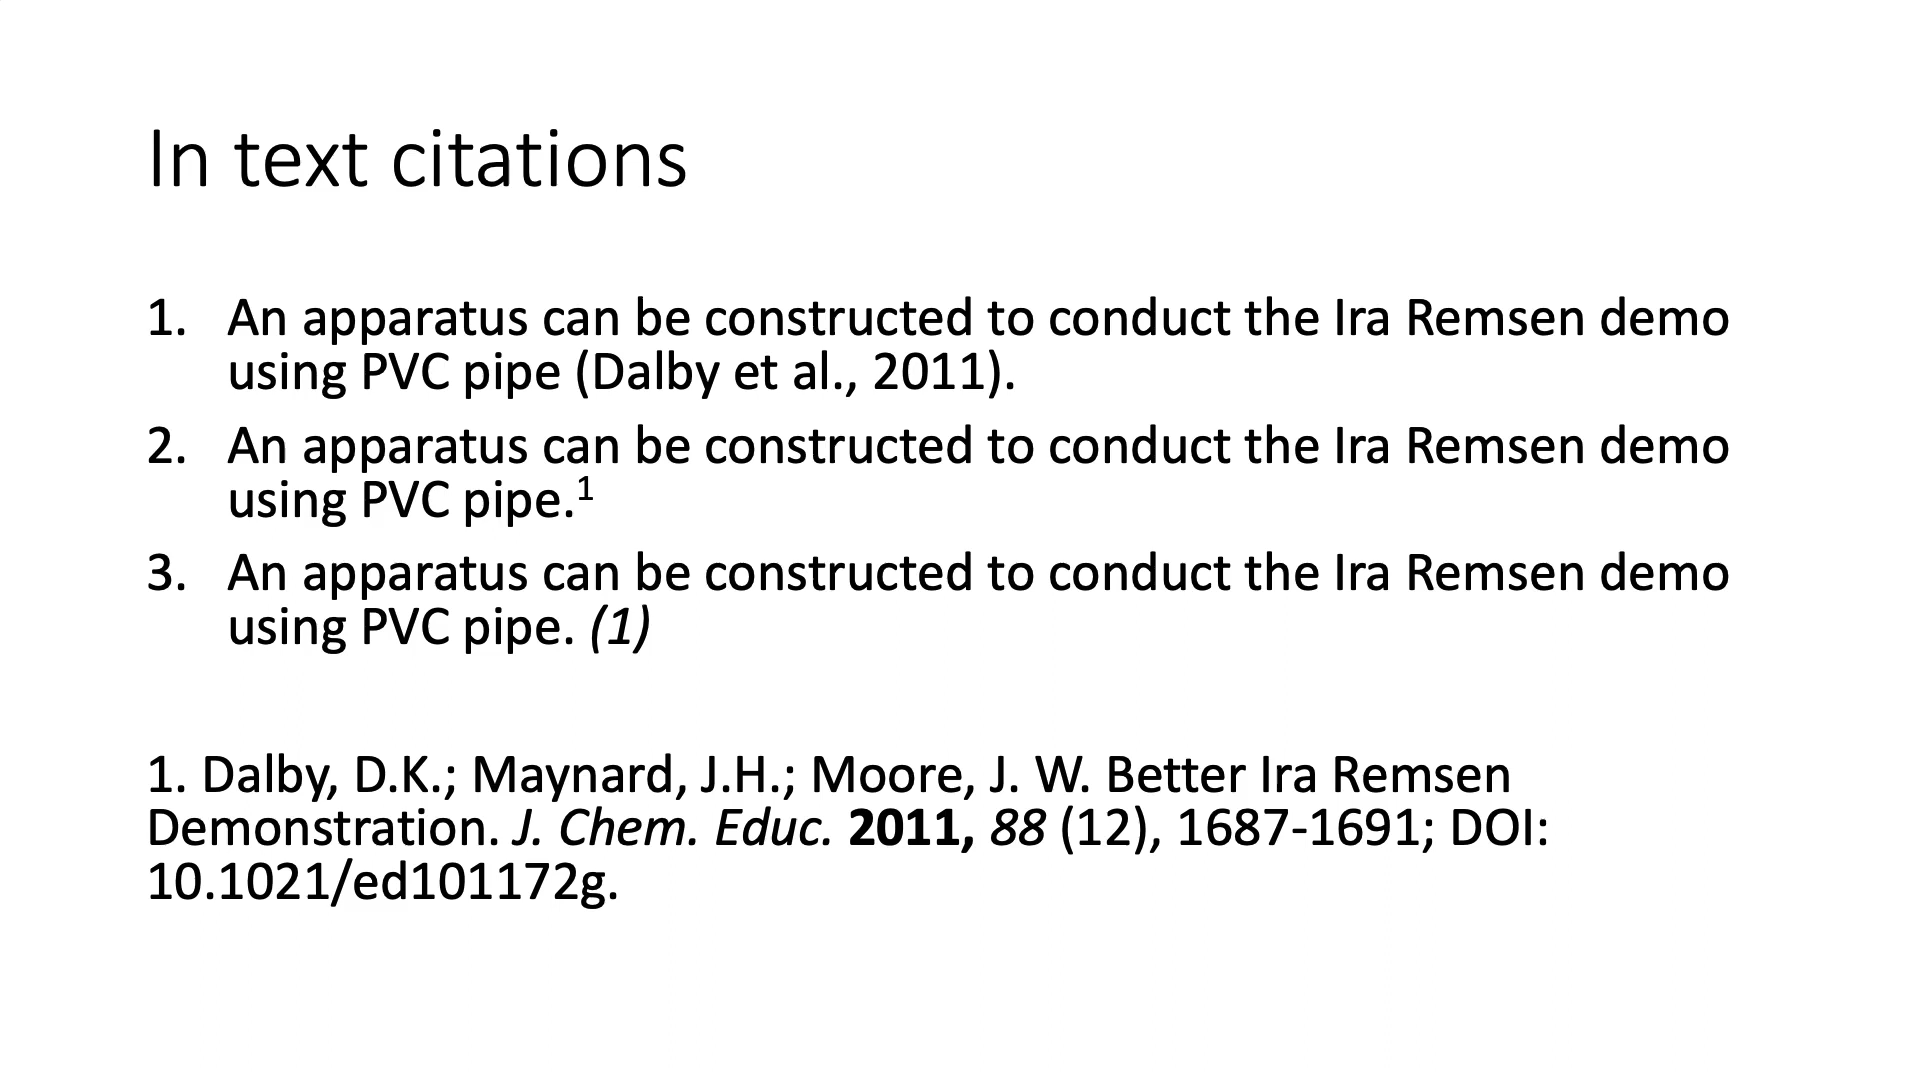 In text citations
1. An apparatus can be constructed to conduct the Ira Remsen demo
using PVC pipe (Dalby et al., 2011).
2. An apparatus can be constructed to conduct the Ira Remsen demo
using PVC pipe.¹
3. An apparatus can be constructed to conduct the Ira Remsen demo
using PVC pipe. (1)
1. Dalby, D.K.; Maynard, J.H.; Moore, J. W. Better Ira Remsen
Demonstration. J. Chem. Educ. 2011, 88 (12), 1687-1691; DOI:
10.1021/ed101172g.